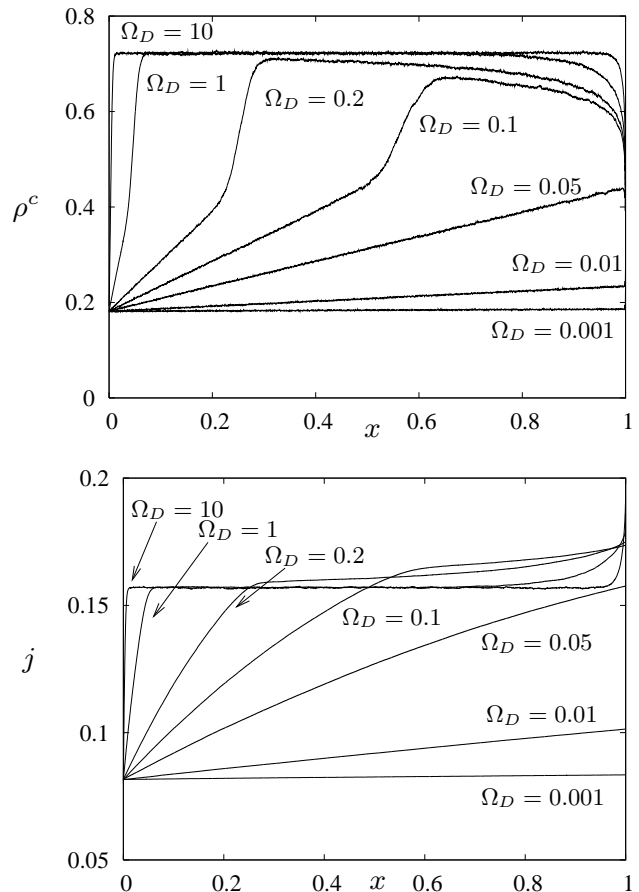 0.8
Ω_D = 10
Ω_D = 1
Ω_D = 0.2
0.6
Ω_D = 0.1
ρ^c
0.4
Ω_D = 0.05
Ω_D = 0.01
0.2
Ω_D = 0.001
0
0 0.2 0.4 0.6 0.8 1
x
0.2
Ω_D = 10
Ω_D = 1
Ω_D = 0.2
0.15
Ω_D = 0.1
Ω_D = 0.05
j
Ω_D = 0.01
0.1
Ω_D = 0.001
0.05
0 0.2 0.4 0.6 0.8 1
x